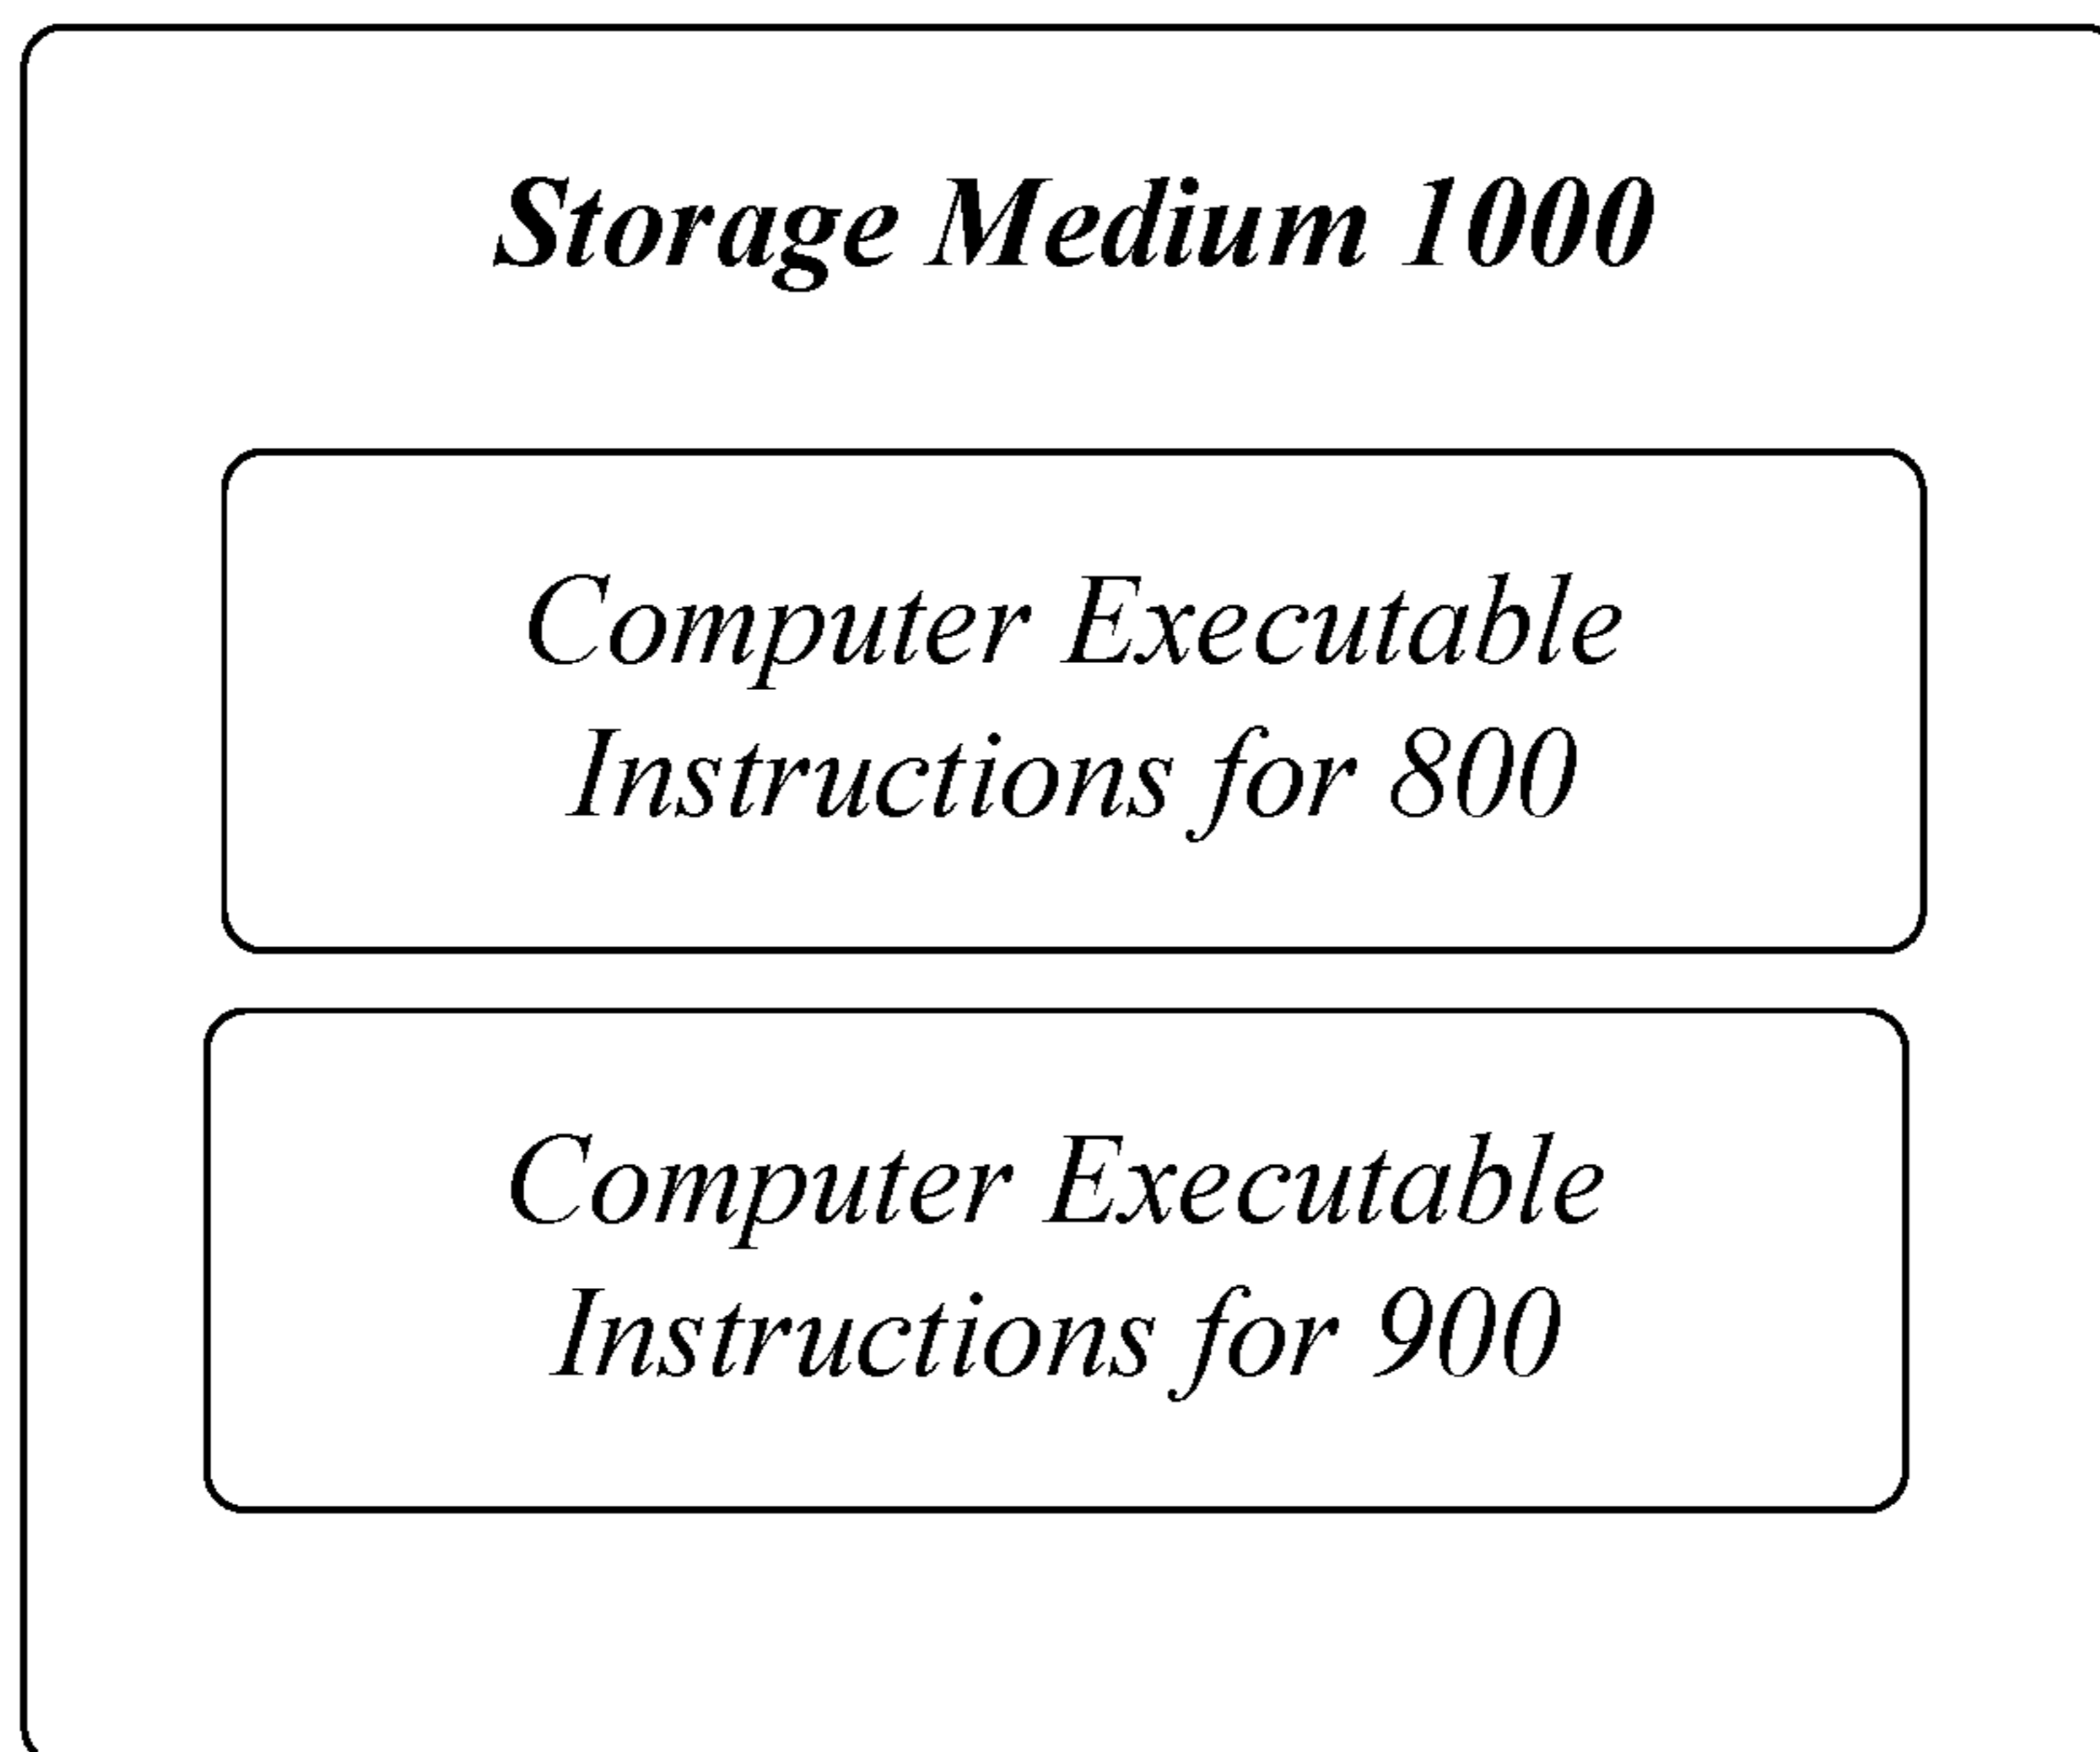 Storage Medium 1000
Computer Executable
Instructions for 800
Computer Executable
Instructions for 900